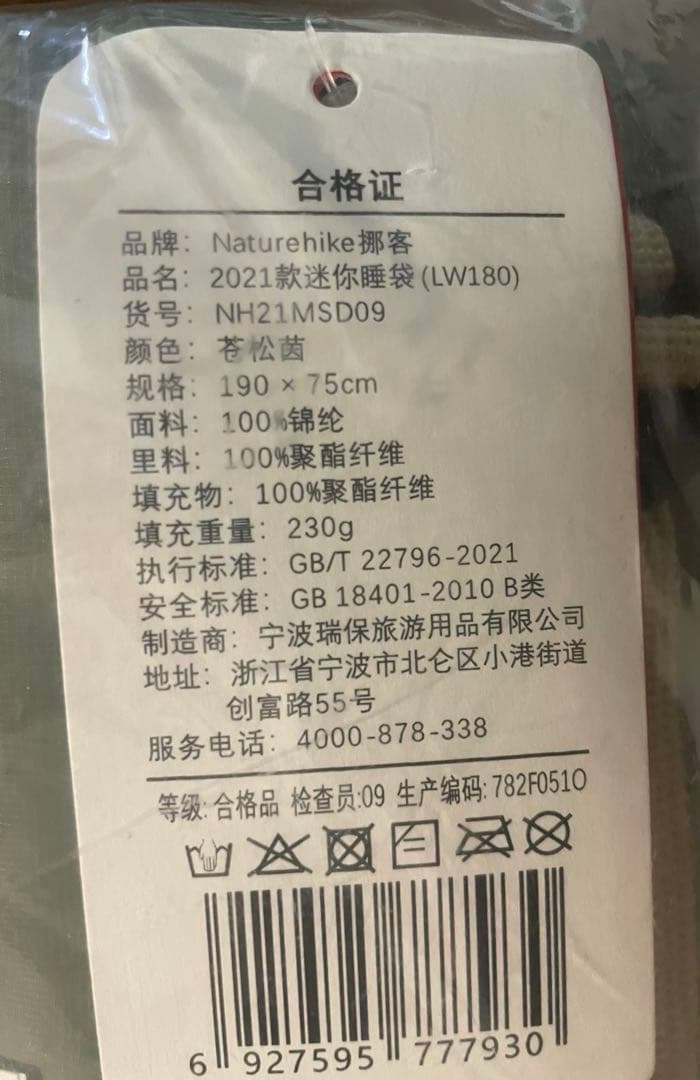 合格证
品牌：Naturehike挪客
品名：2021款迷你睡袋(LW180)
货号：NH21MSD09
颜色：苍松茵
规格：190 × 75cm
面料：100%锦纶
里料：100%聚酯纤维
填充物：100%聚酯纤维
填充重量：230g
执行标准：GB/T 22796-2021
安全标准：GB 18401-2010 B类
制造商：宁波瑞保旅游用品有限公司
地址：浙江省宁波市北仑区小港街道
创富路55号
服务电话：4000-878-338
等级:合格品 检查员:09 生产编码:782F0510
6 927595 777930